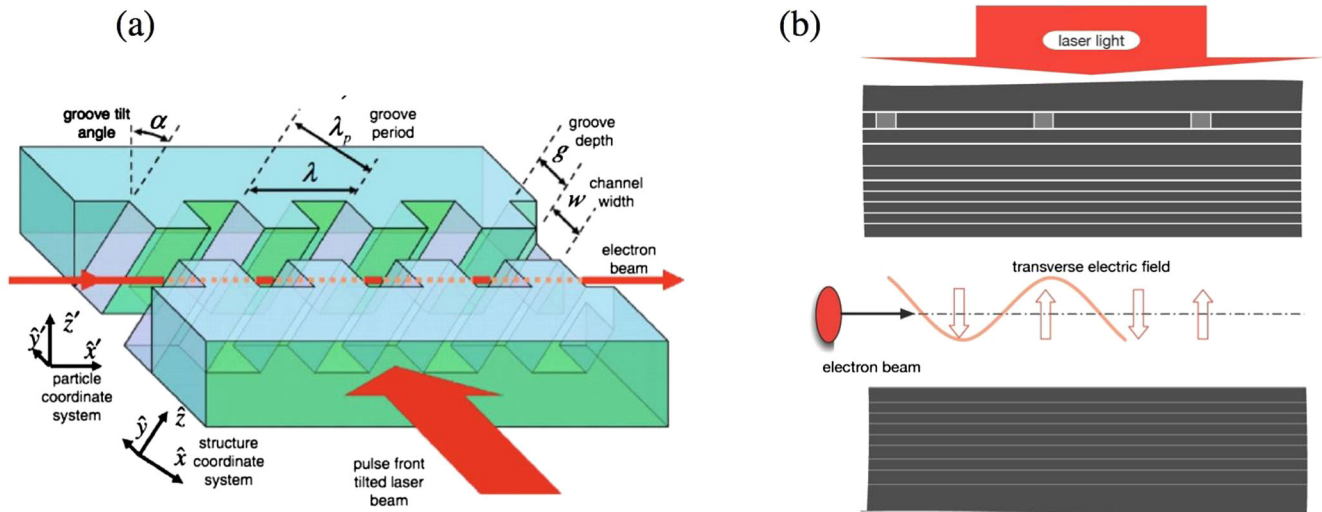 (a)
groove tilt
angle
α
λ
p
groove
period
λ
groove
depth
g
channel
width
w
electron
beam
ẑ′
ŷ′
x̂′
particle
coordinate
system
ẑ
ŷ
x̂
structure
coordinate
system
pulse front
tilted laser
beam
(b)
laser light
transverse electric field
electron beam